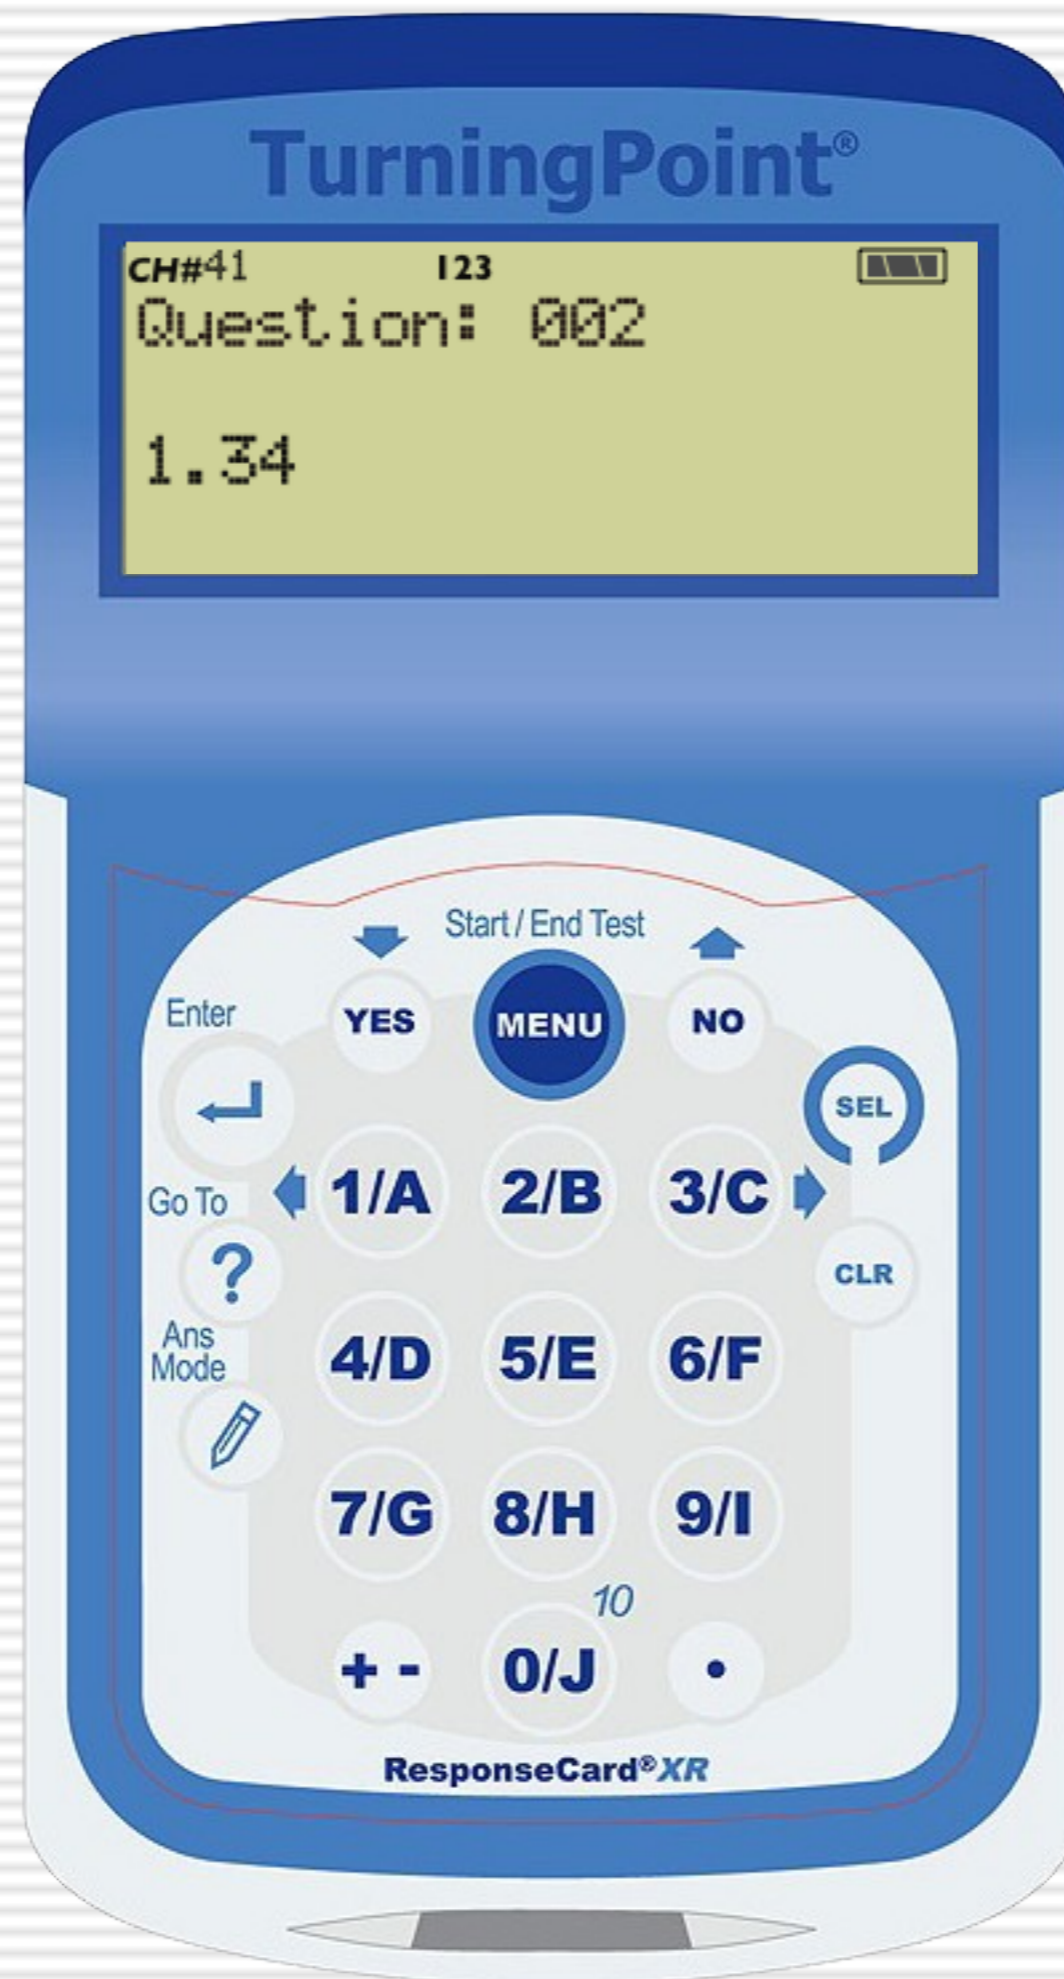 TurningPoint®
CH#41 123
Question: 002
1.34
Start / End Test
YES MENU NO
Enter
SEL
1/A 2/B 3/C
Go To
?
CLR
Ans
Mode
4/D 5/E 6/F
7/G 8/H 9/I
10
+ - 0/J •
ResponseCard®XR